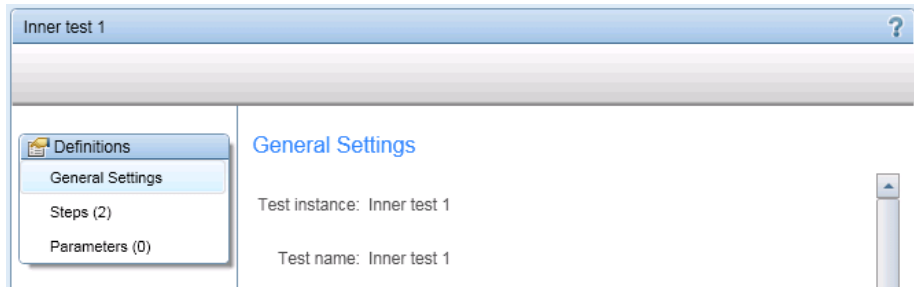 Inner test 1
?
Definitions
General Settings
Steps (2)
Parameters (0)
General Settings
Test instance: Inner test 1
Test name: Inner test 1